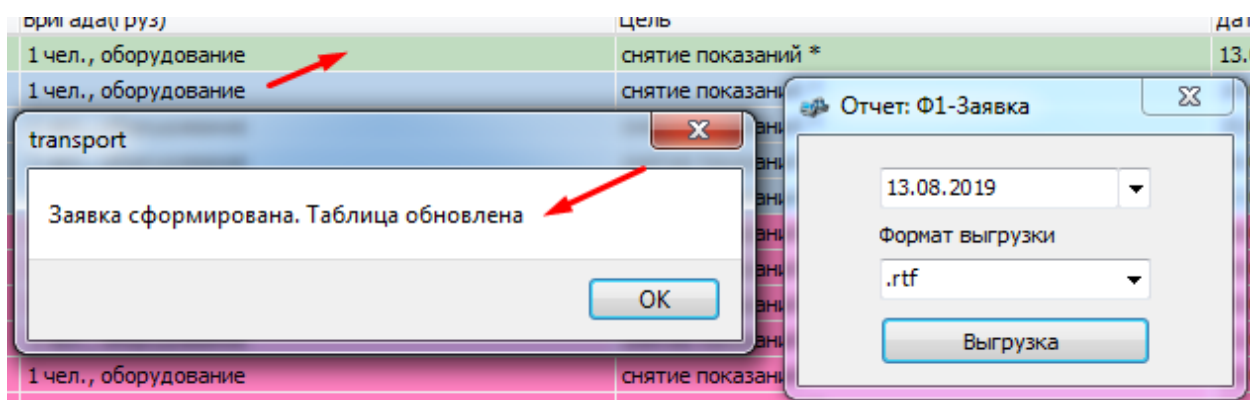 Бригада(груз) Цель
1 чел., оборудование снятие показаний * 13.
1 чел., оборудование
transport
Отчет: Ф1-Заявка
Заявка сформирована. Таблица обновлена
13.08.2019
Формат выгрузки
.rtf
OK
Выгрузка
1 чел., оборудование